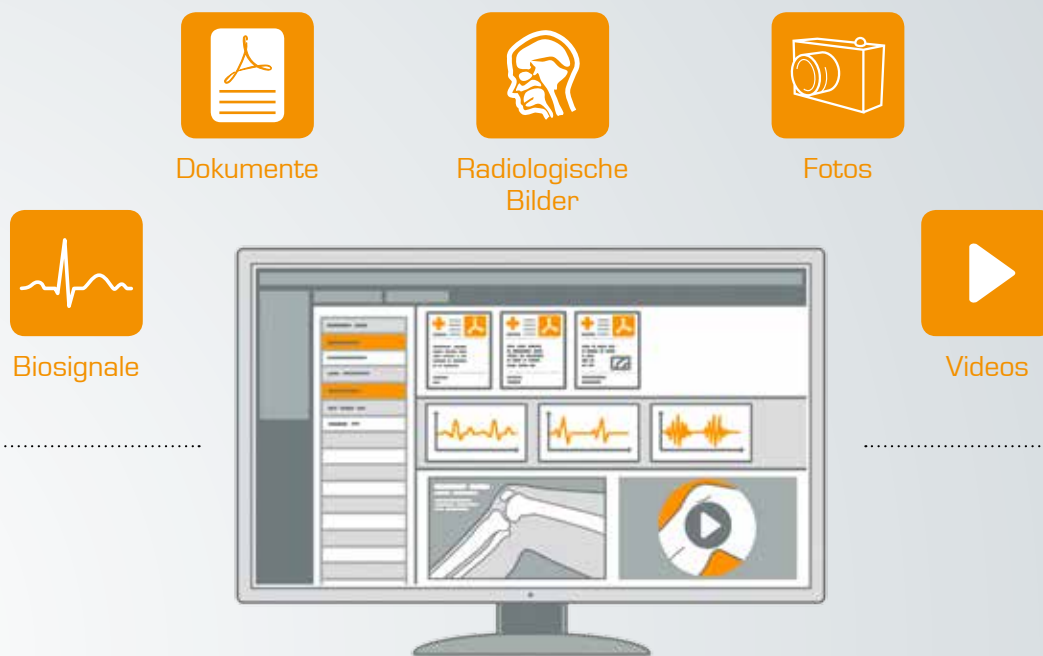 Dokumente
Radiologische
Bilder
Fotos
Biosignale
Videos